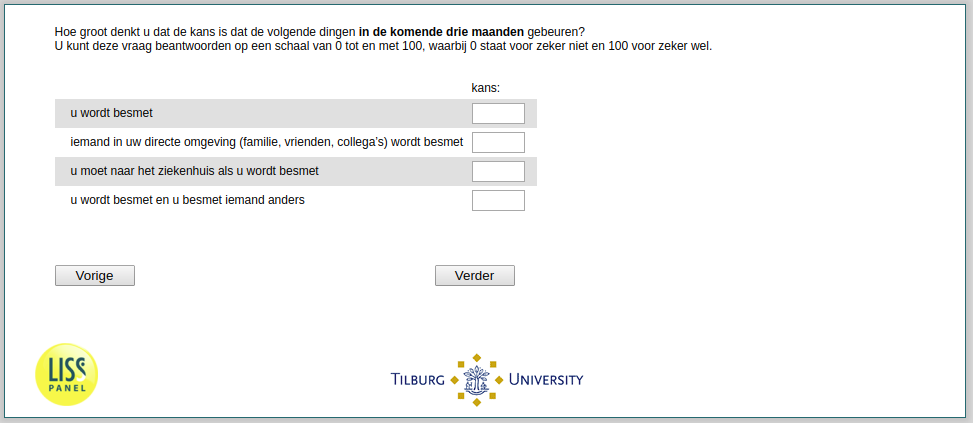 Hoe groot denkt u dat de kans is dat de volgende dingen in de komende drie maanden gebeuren?
U kunt deze vraag beantwoorden op een schaal van 0 tot en met 100, waarbij 0 staat voor zeker niet en 100 voor zeker wel.
kans:
u wordt besmet
iemand in uw directe omgeving (familie, vrienden, collega's) wordt besmet
u moet naar het ziekenhuis als u wordt besmet
u wordt besmet en u besmet iemand anders
Vorige Verder
LISS
PANEL
TILBURG UNIVERSITY